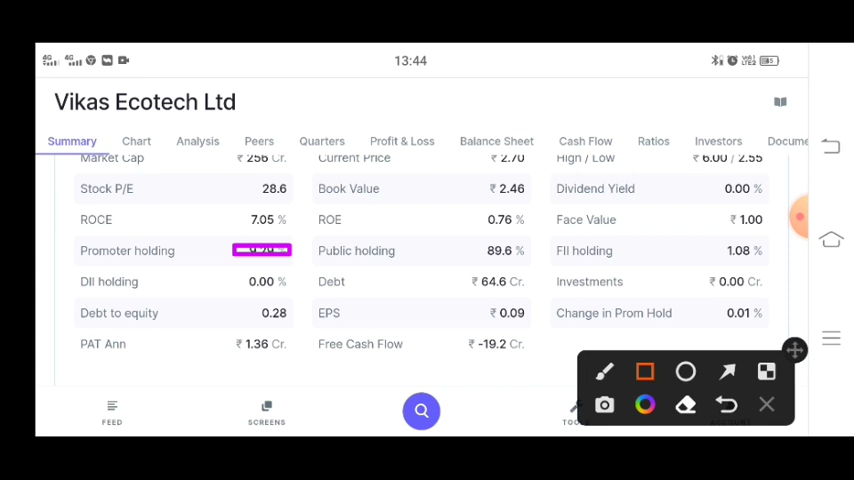 13:44
Vikas Ecotech Ltd
Summary Chart Analysis Peers Quarters Profit & Loss Balance Sheet Cash Flow Ratios Investors Docume
Market Cap ₹ 256 Cr. Current Price ₹ 2.70 High / Low ₹ 6.00 / 2.55
Stock P/E 28.6 Book Value ₹ 2.46 Dividend Yield 0.00 %
ROCE 7.05 % ROE 0.76 % Face Value ₹ 1.00
Promoter holding Public holding 89.6 % FII holding 1.08 %
DII holding 0.00 % Debt ₹ 64.6 Cr. Investments ₹ 0.00 Cr.
Debt to equity 0.28 EPS ₹ 0.09 Change in Prom Hold 0.01 %
PAT Ann ₹ 1.36 Cr. Free Cash Flow ₹ -19.2 Cr.
FEED SCREENS